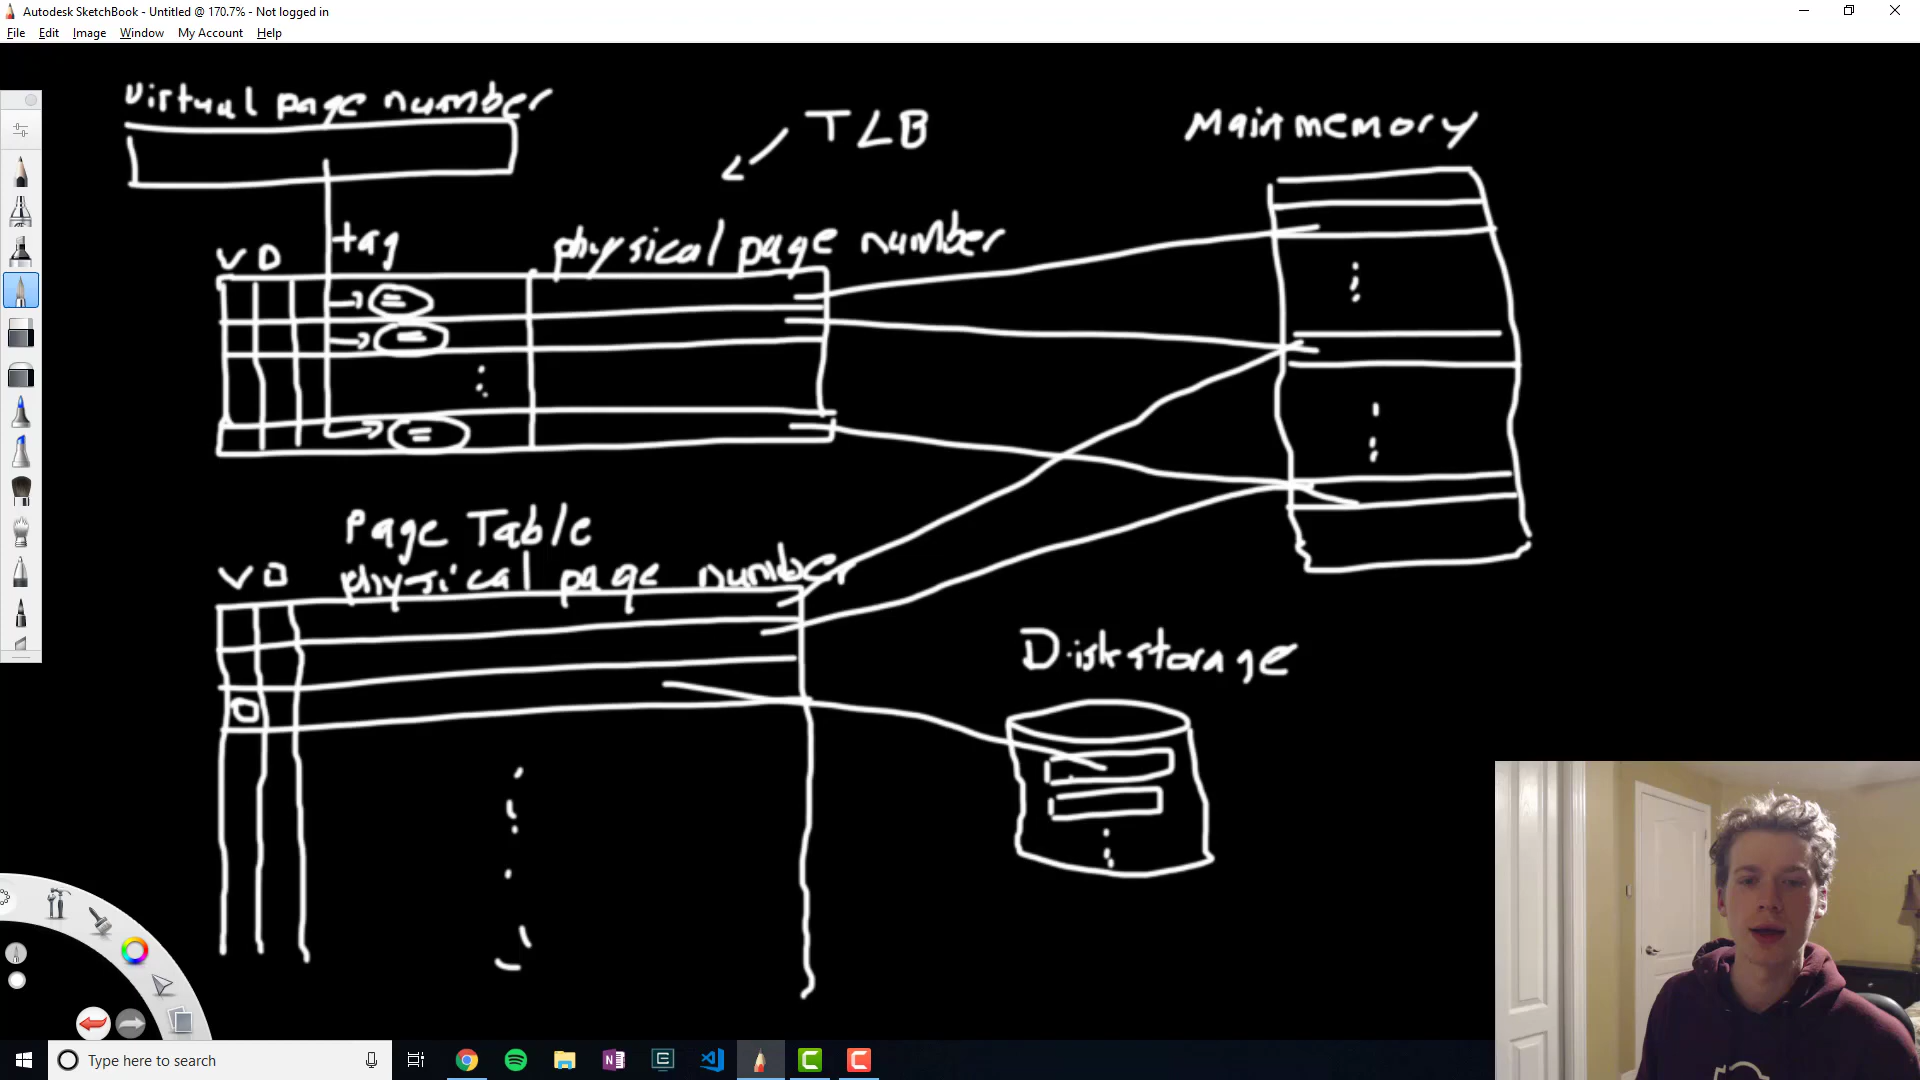 Autodesk SketchBook - Untitled @ 170.7% - Not logged in
File Edit Image Window My Account Help
Virtual page number
TLB
Main memory
V D tag physical page number
= 
=
=
Page Table
V D physical page number
0
Disk storage
Type here to search